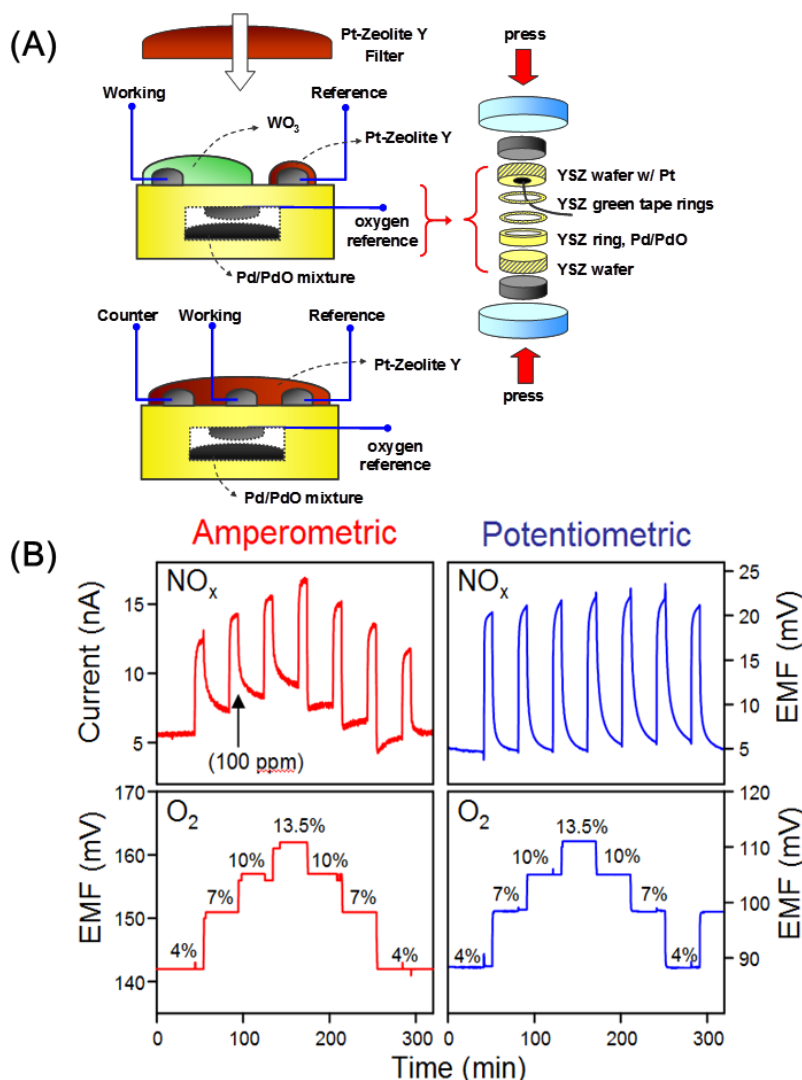 (A)
Pt-Zeolite Y
Filter
Working
Reference
WO3
Pt-Zeolite Y
oxygen
reference
Pd/PdO mixture
press
YSZ wafer w/ Pt
YSZ green tape rings
YSZ ring, Pd/PdO
YSZ wafer
press
Counter
Working
Reference
Pt-Zeolite Y
oxygen
reference
Pd/PdO mixture
(B)
Amperometric
Potentiometric
NOx
15
10
5
Current (nA)
(100 ppm)
NOx
25
20
15
10
5
EMF (mV)
O2
170
160
150
140
EMF (mV)
4%
7%
10%
13.5%
10%
7%
4%
O2
120
110
100
90
EMF (mV)
4%
7%
10%
13.5%
10%
7%
4%
0
100
200
300
0
100
200
300
Time (min)